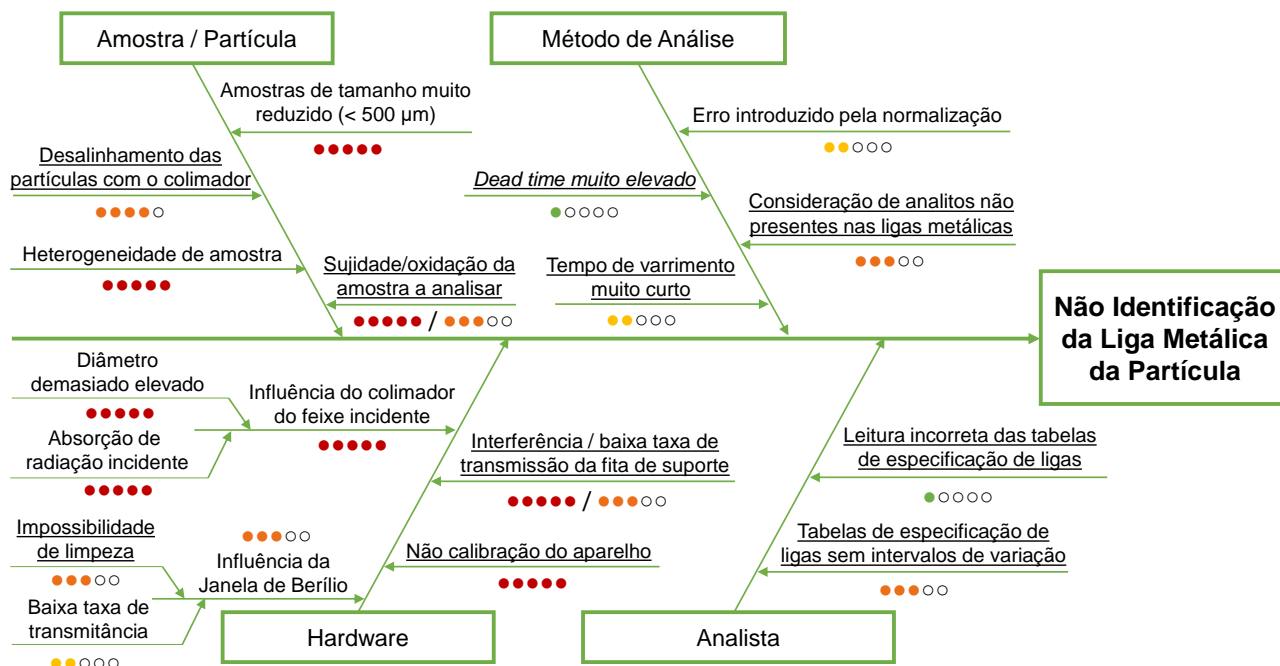 Amostra / Partícula
Método de Análise
Amostras de tamanho muito
reduzido (< 500 µm)
Erro introduzido pela normalização
Desalinhamento das
partículas com o colimador
Dead time muito elevado
Consideração de analitos não
presentes nas ligas metálicas
Heterogeneidade de amostra
Sujidade/oxidação da
amostra a analisar
/
Tempo de varrimento
muito curto
Não Identificação
da Liga Metálica
da Partícula
Diâmetro
demasiado elevado
Influência do colimador
do feixe incidente
Absorção de
radiação incidente
Interferência / baixa taxa de
transmissão da fita de suporte
/
Leitura incorreta das tabelas
de especificação de ligas
Impossibilidade
de limpeza
Influência da
Janela de Berílio
Não calibração do aparelho
Tabelas de especificação de
ligas sem intervalos de variação
Baixa taxa de
transmitância
Hardware
Analista